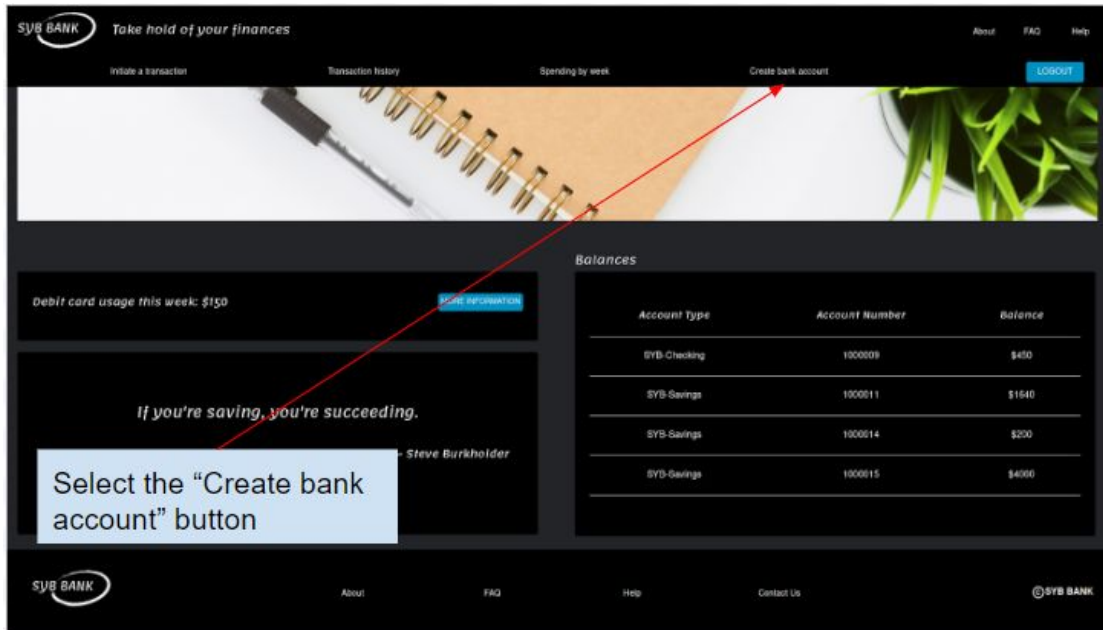 SYB BANK
Take hold of your finances
About FAQ Help
Initiate a transaction Transaction history Spending by week Create bank account LOGOUT
Balances
Debit card usage this week: $150 MORE INFORMATION
Account Type Account Number Balance
SYB-Checking 1000009 $450
SYB-Savings 1000011 $1640
SYB-Savings 1000014 $200
SYB-Savings 1000015 $4000
If you're saving, you're succeeding.
- Steve Burkholder
Select the “Create bank
account” button
SYB BANK
About FAQ Help Contact Us
©SYB BANK